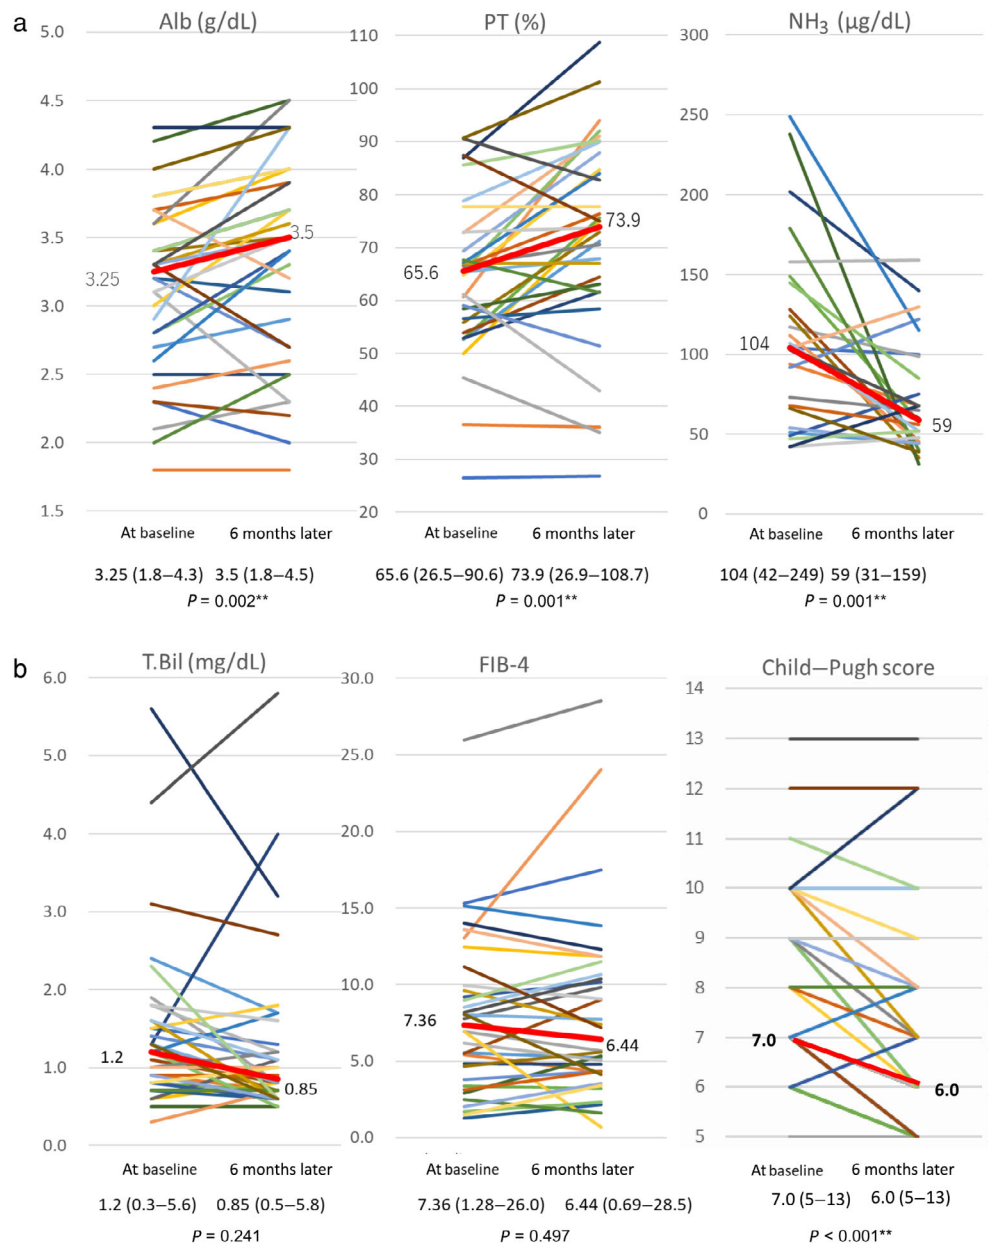 a
Alb (g/dL)
PT (%)
NH3 (µg/dL)
5.0
4.5
4.0
3.5
3.0
2.5
2.0
1.5
3.25
3.5
At baseline 6 months later
3.25 (1.8–4.3) 3.5 (1.8–4.5)
P = 0.002**
110
100
90
80
70
60
50
40
30
20
65.6
73.9
At baseline 6 months later
65.6 (26.5–90.6) 73.9 (26.9–108.7)
P = 0.001**
300
250
200
150
100
50
0
104
59
At baseline 6 months later
104 (42–249) 59 (31–159)
P = 0.001**
b
T.Bil (mg/dL)
FIB-4
Child–Pugh score
6.0
5.0
4.0
3.0
2.0
1.0
0.0
1.2
0.85
At baseline 6 months later
1.2 (0.3–5.6) 0.85 (0.5–5.8)
P = 0.241
30.0
25.0
20.0
15.0
10.0
5.0
0.0
7.36
6.44
At baseline 6 months later
7.36 (1.28–26.0) 6.44 (0.69–28.5)
P = 0.497
14
13
12
11
10
9
8
7
6
5
7.0
6.0
At baseline 6 months later
7.0 (5–13) 6.0 (5–13)
P < 0.001**